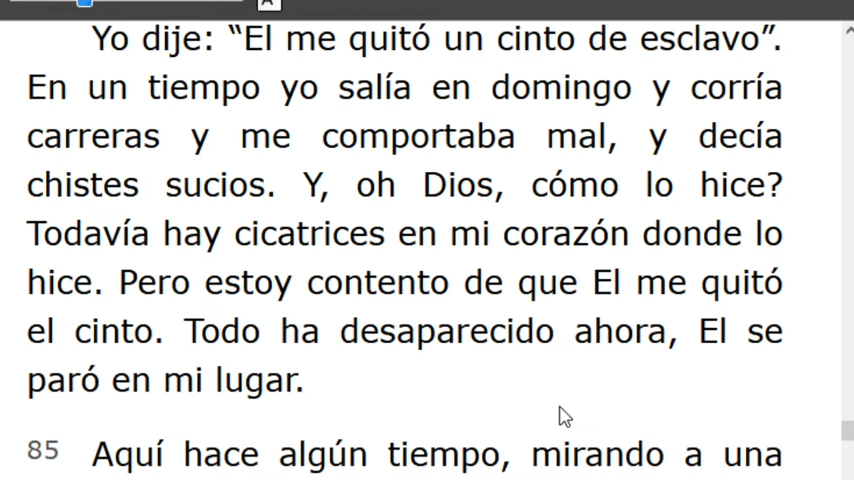 A
Yo dije: “El me quitó un cinto de esclavo”.
En un tiempo yo salía en domingo y corría
carreras y me comportaba mal, y decía
chistes sucios. Y, oh Dios, cómo lo hice?
Todavía hay cicatrices en mi corazón donde lo
hice. Pero estoy contento de que El me quitó
el cinto. Todo ha desaparecido ahora, El se
paró en mi lugar.
85 Aquí hace algún tiempo, mirando a una